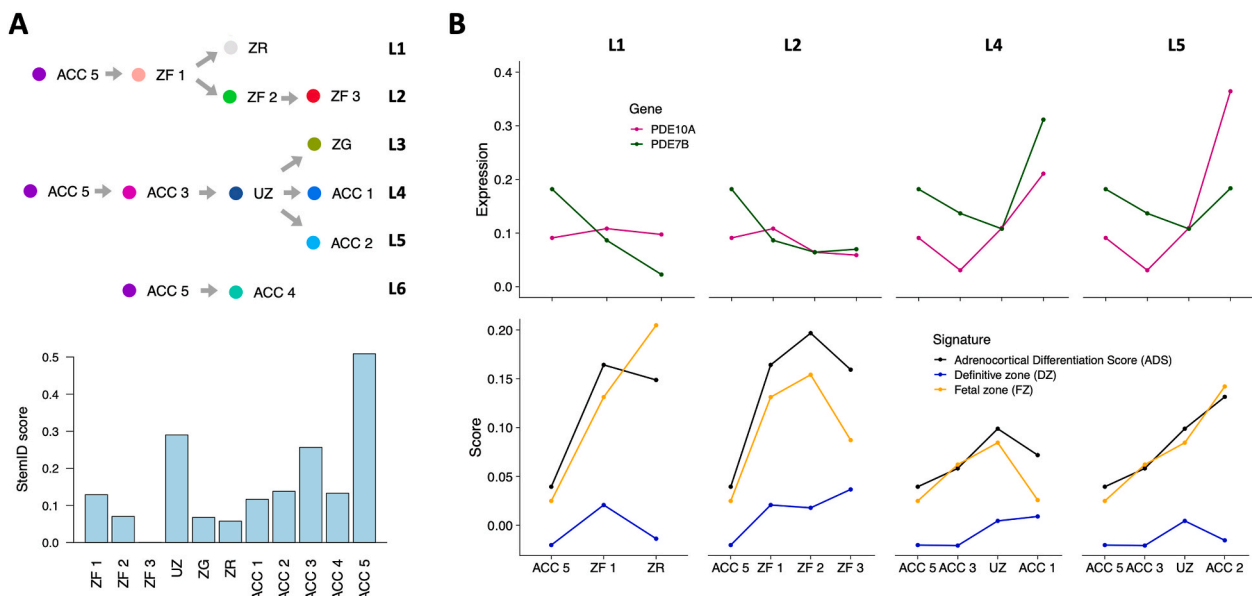 A
ACC 5 ZF 1 ZR L1
ZF 2 ZF 3 L2
ZG L3
ACC 5 ACC 3 UZ ACC 1 L4
ACC 2 L5
ACC 5 ACC 4 L6
StemID score
0.5
0.4
0.3
0.2
0.1
0.0
ZF 1 ZF 2 ZF 3 UZ ZG ZR ACC 1 ACC 2 ACC 3 ACC 4 ACC 5
B
L1 L2 L4 L5
Expression
0.4
0.3
0.2
0.1
0.0
Gene
PDE10A
PDE7B
Score
0.20
0.15
0.10
0.05
0.00
Signature
Adrenocortical Differentiation Score (ADS)
Definitive zone (DZ)
Fetal zone (FZ)
ACC 5 ZF 1 ZR ACC 5 ZF 1 ZF 2 ZF 3 ACC 5 ACC 3 UZ ACC 1 ACC 5 ACC 3 UZ ACC 2